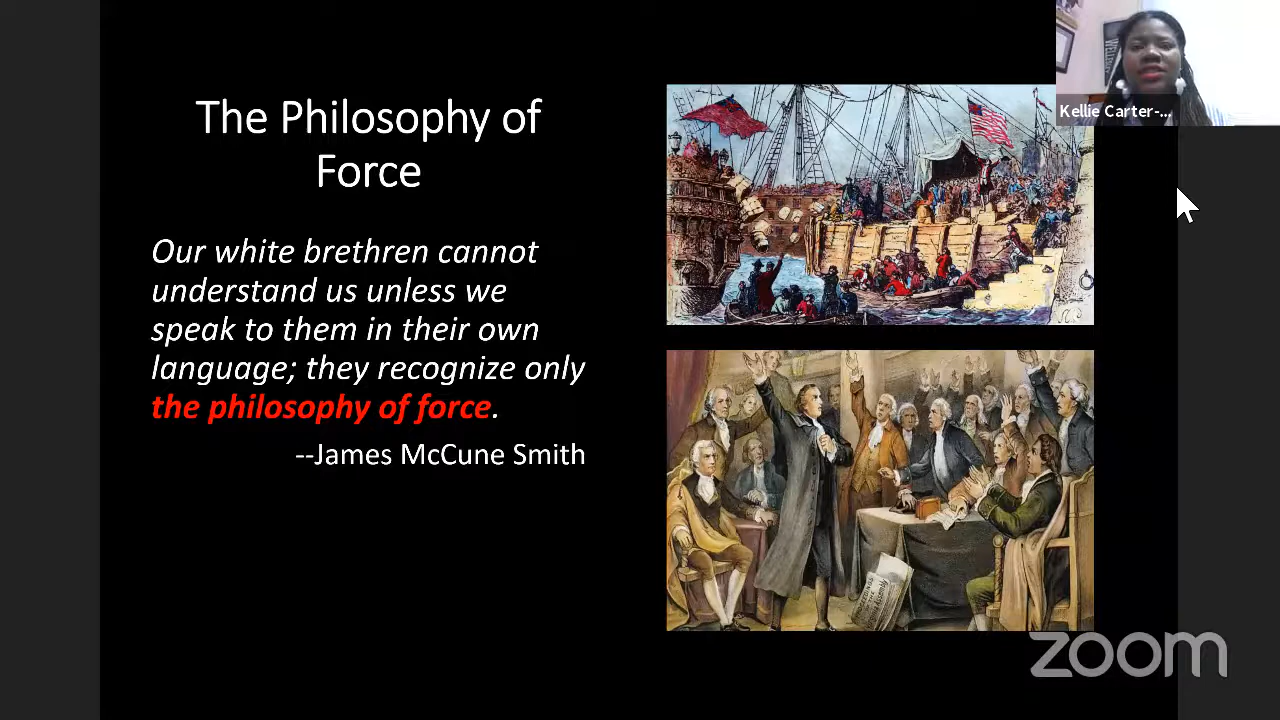 The Philosophy of
Force
Our white brethren cannot
understand us unless we
speak to them in their own
language; they recognize only
the philosophy of force.
--James McCune Smith
Kellie Carter-...
zoom